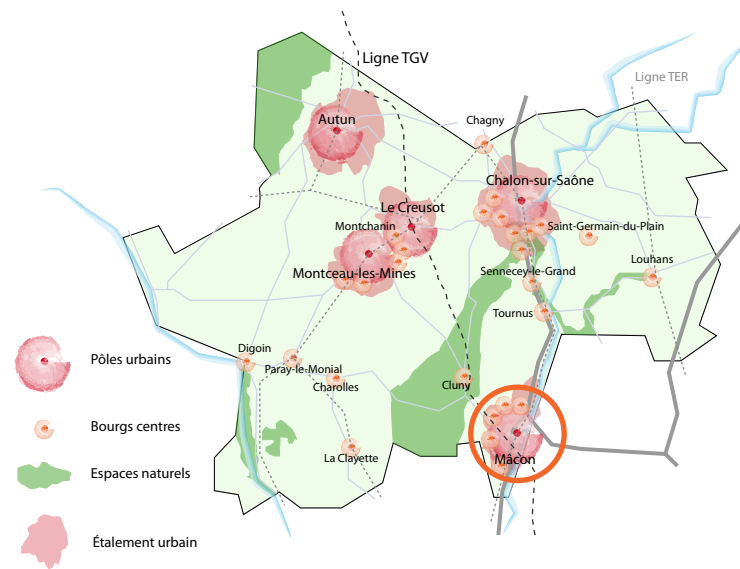 Ligne TGV
Ligne TER
Autun
Chagny
Chalon-sur-Saône
Le Creusot
Montchanin
Saint-Germain-du-Plain
Montceau-les-Mines
Sennecey-le-Grand
Louhans
Tournus
Digoin
Paray-le-Monial
Charolles
Cluny
La Clayette
Mâcon
Pôles urbains
Bourgs centres
Espaces naturels
Étalement urbain